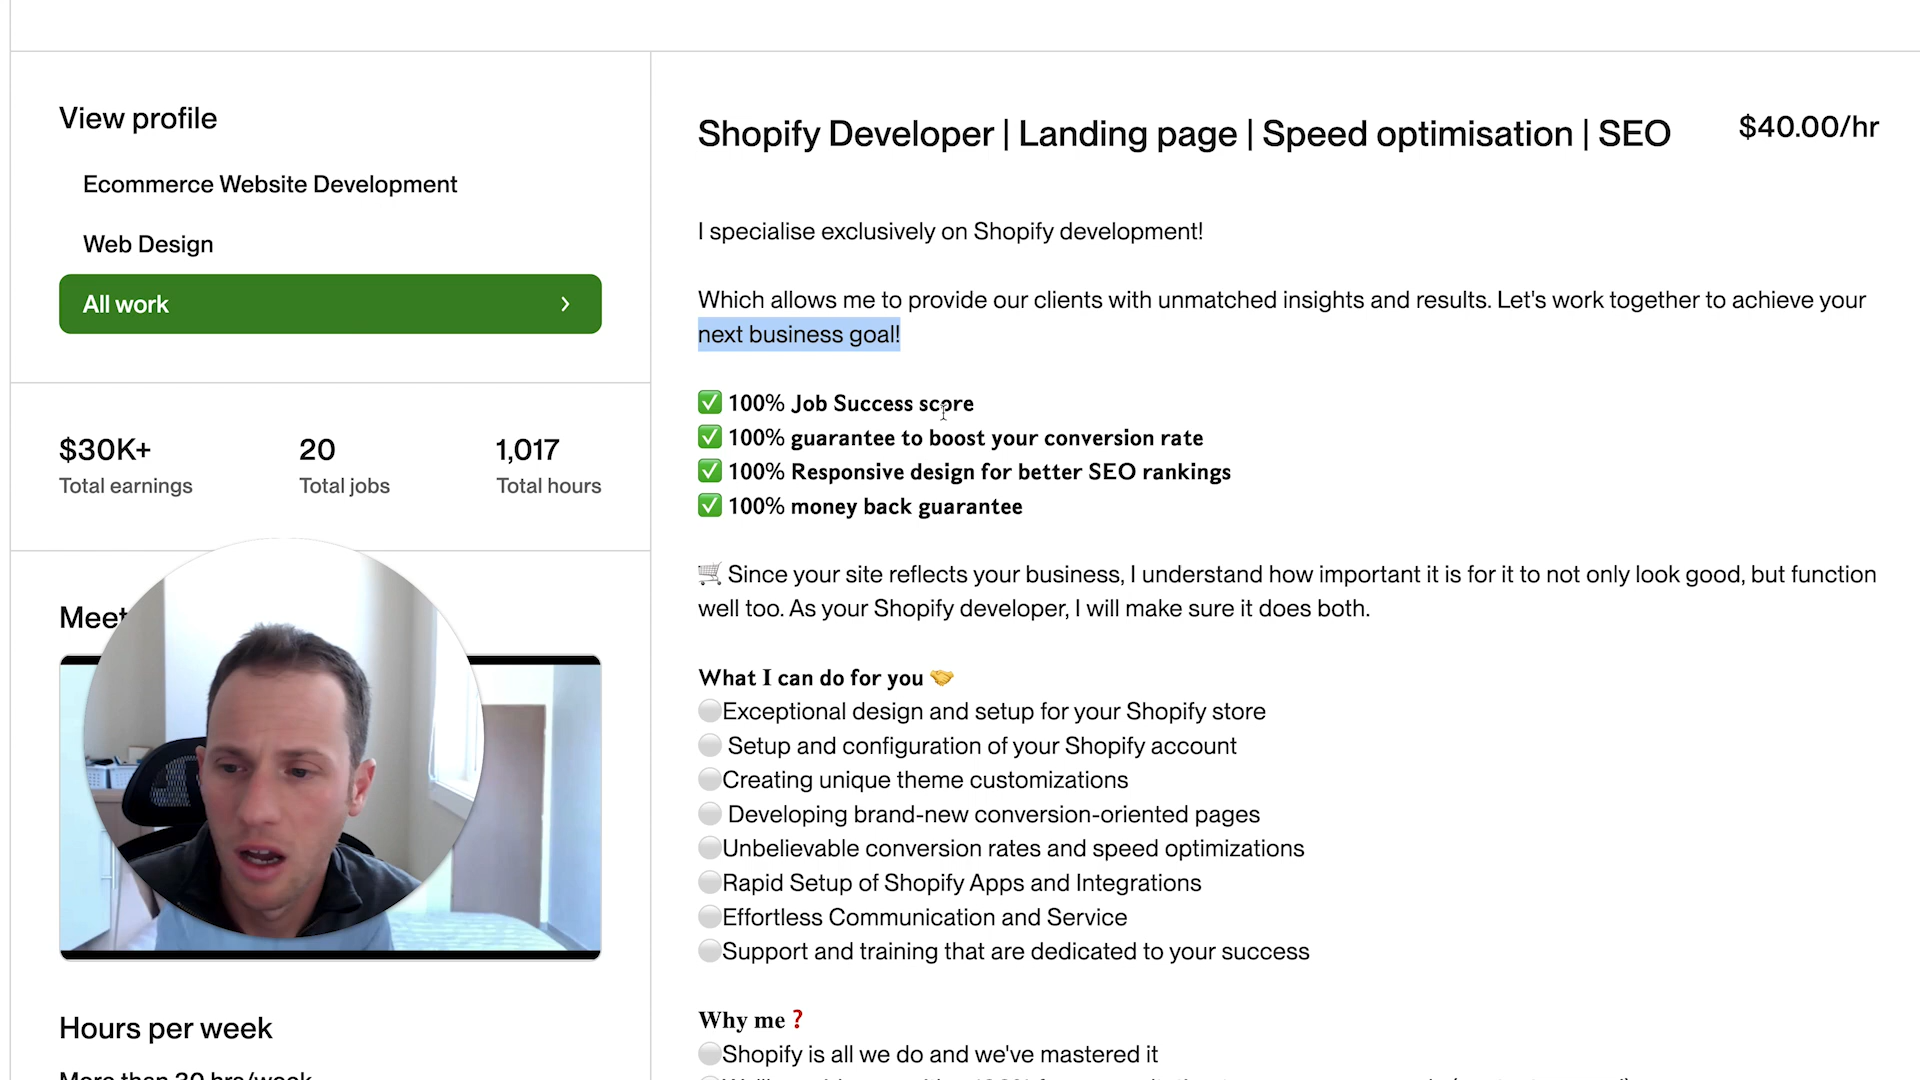 View profile
Ecommerce Website Development
Web Design
All work
$30K+
Total earnings
20
Total jobs
1,017
Total hours
Meet
Hours per week
More than 30 hrs/week
Shopify Developer | Landing page | Speed optimisation | SEO
$40.00/hr
I specialise exclusively on Shopify development!
Which allows me to provide our clients with unmatched insights and results. Let's work together to achieve your
next business goal!
✅ 100% Job Success score
✅ 100% guarantee to boost your conversion rate
✅ 100% Responsive design for better SEO rankings
✅ 100% money back guarantee
🛒 Since your site reflects your business, I understand how important it is for it to not only look good, but function
well too. As your Shopify developer, I will make sure it does both.
What I can do for you 🤝
⚪Exceptional design and setup for your Shopify store
⚪ Setup and configuration of your Shopify account
⚪Creating unique theme customizations
⚪ Developing brand-new conversion-oriented pages
⚪Unbelievable conversion rates and speed optimizations
⚪Rapid Setup of Shopify Apps and Integrations
⚪Effortless Communication and Service
⚪Support and training that are dedicated to your success
Why me ❓
⚪Shopify is all we do and we've mastered it